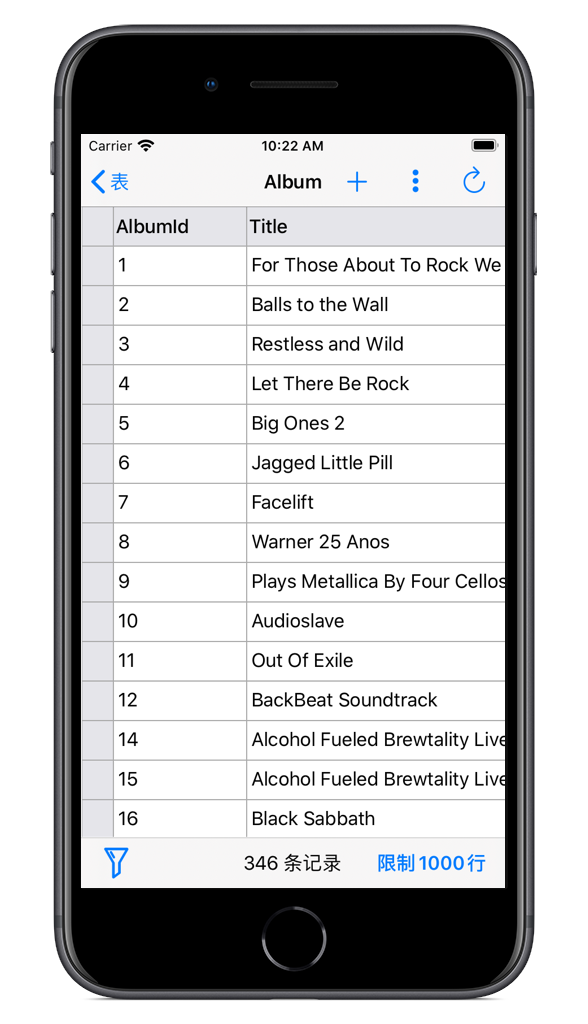 Carrier 10:22 AM
表 Album
AlbumId Title
1 For Those About To Rock We
2 Balls to the Wall
3 Restless and Wild
4 Let There Be Rock
5 Big Ones 2
6 Jagged Little Pill
7 Facelift
8 Warner 25 Anos
9 Plays Metallica By Four Cellos
10 Audioslave
11 Out Of Exile
12 BackBeat Soundtrack
14 Alcohol Fueled Brewtality Live
15 Alcohol Fueled Brewtality Live
16 Black Sabbath
346 条记录 限制1000行